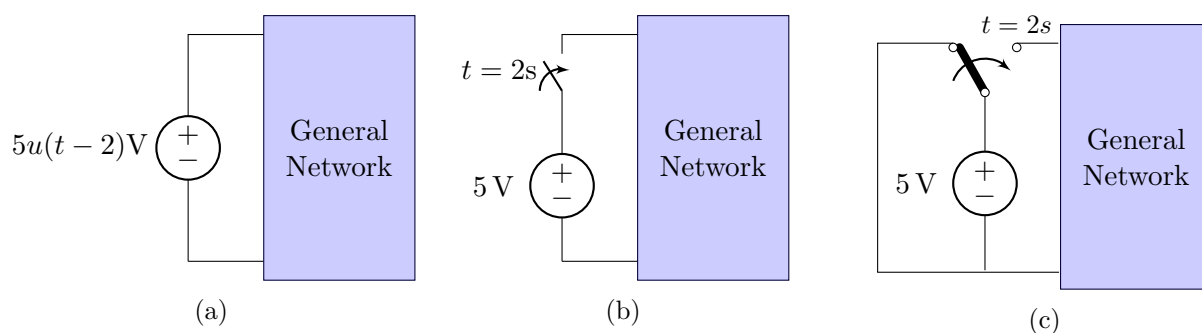 5u(t − 2)V
+
−
General
Network
(a)
t = 2s
5 V
+
−
General
Network
(b)
t = 2s
5 V
+
−
General
Network
(c)